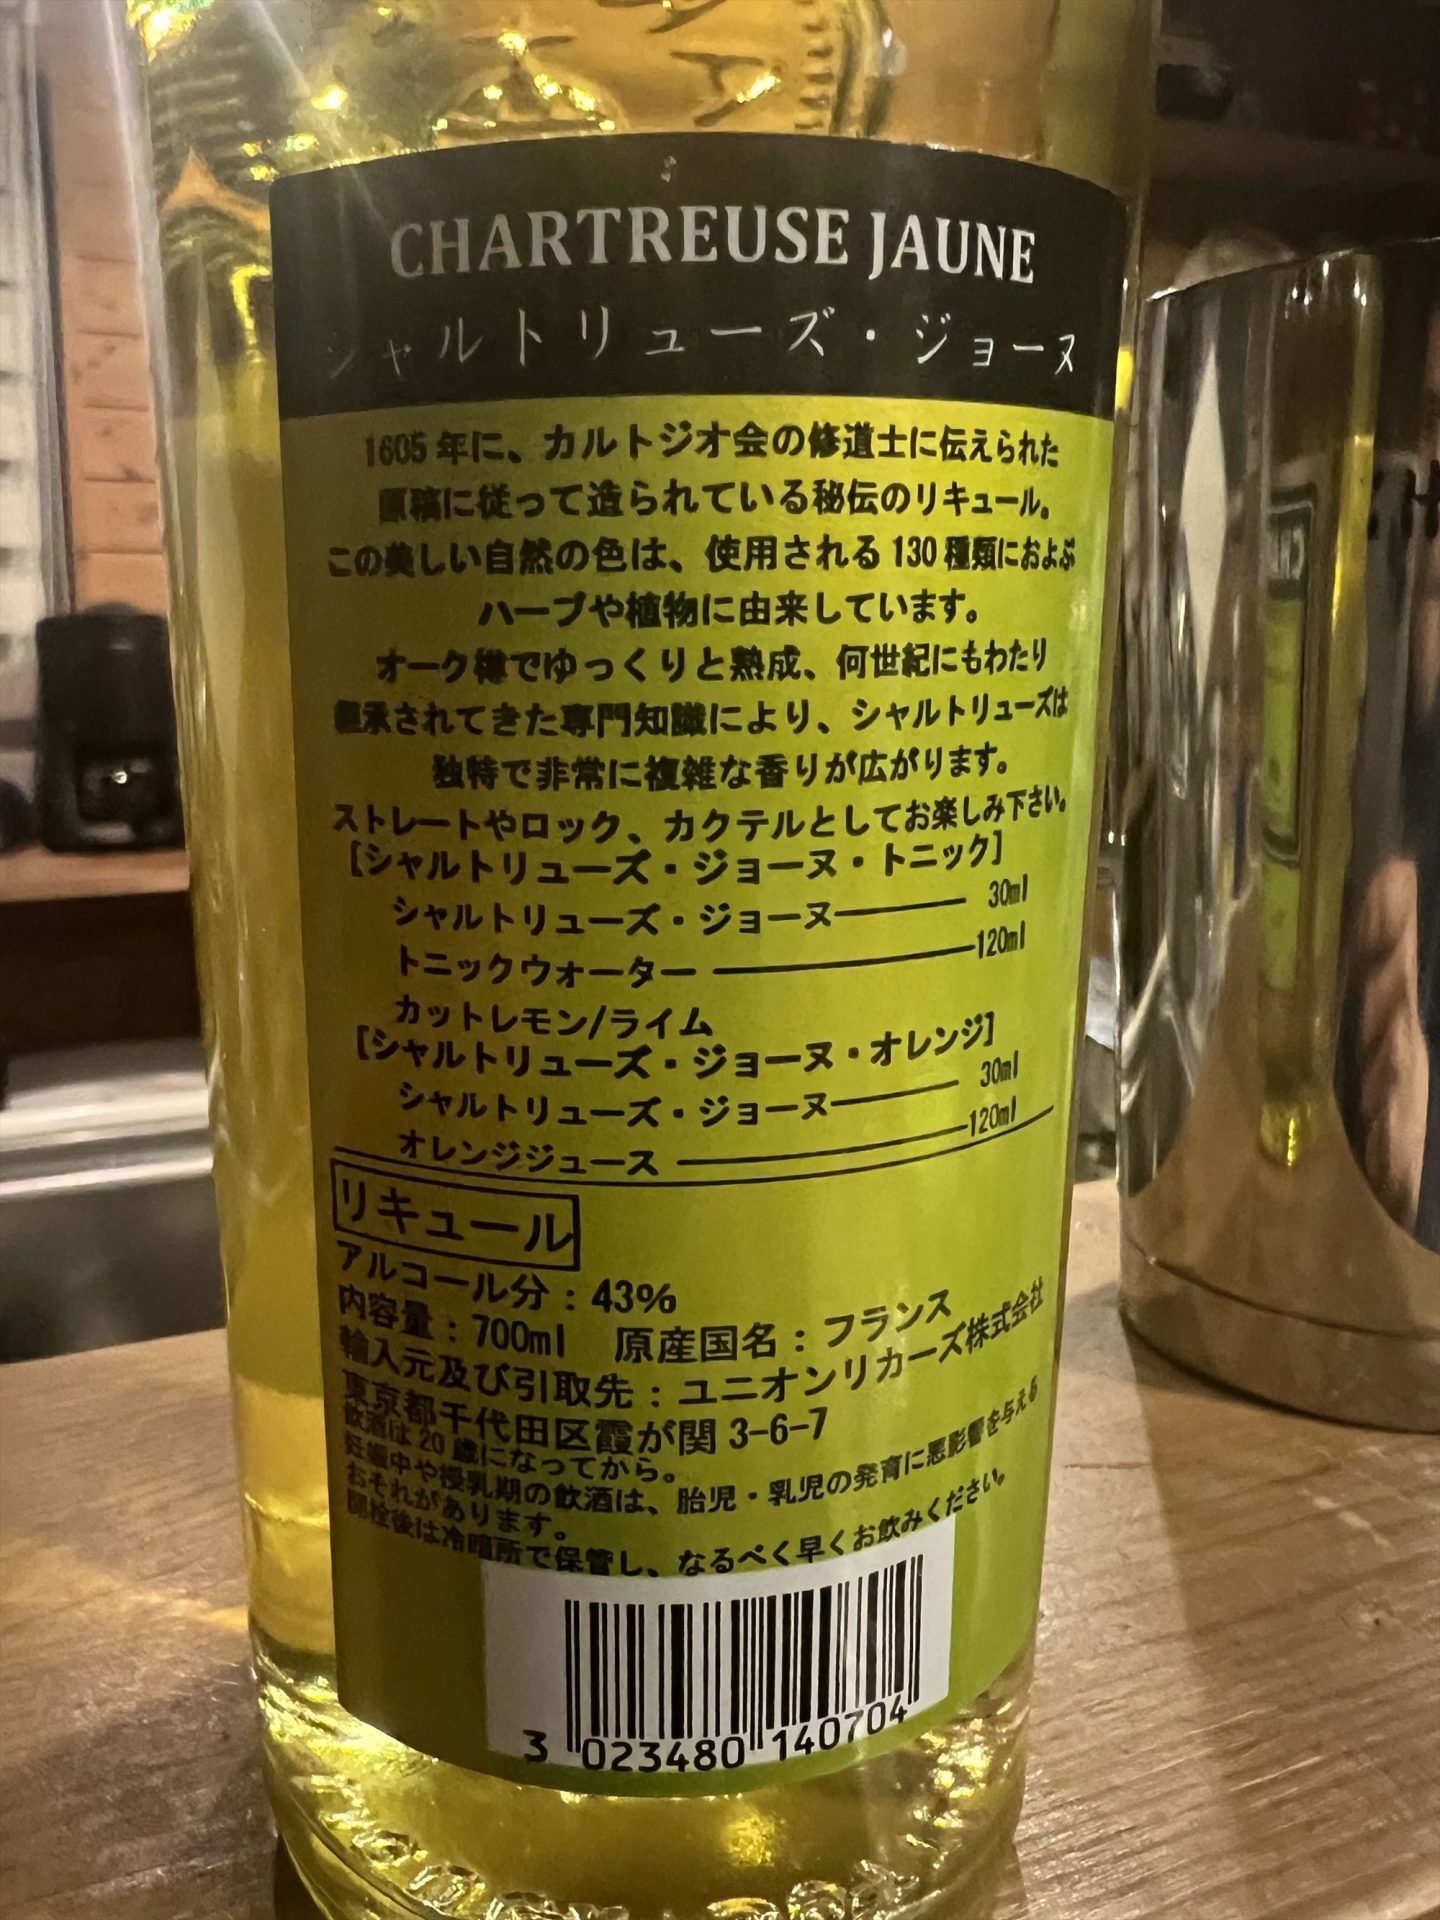 CHARTREUSE JAUNE
シャルトリューズ・ジョーヌ
1605年に、カルトジオ会の修道士に伝えられた
原稿に従って造られている秘伝のリキュール。
この美しい自然の色は、使用される130種類におよぶ
ハーブや植物に由来しています。
オーク樽でゆっくりと熟成、何世紀にもわたり
継承されてきた専門知識により、シャルトリューズは
独特で非常に複雑な香りが広がります。
ストレートやロック、カクテルとしてお楽しみ下さい。
[シャルトリューズ・ジョーヌ・トニック]
シャルトリューズ・ジョーヌ―――― 30ml
トニックウォーター ――――――――120ml
カットレモン/ライム
[シャルトリューズ・ジョーヌ・オレンジ]
シャルトリューズ・ジョーヌ―――― 30ml
オレンジジュース ―――――――――120ml
リキュール
アルコール分：43%
内容量：700ml 原産国名：フランス
輸入元及び引取先：ユニオンリカーズ株式会社
東京都千代田区霞が関3-6-7
飲酒は20歳になってから。
妊娠中や授乳期の飲酒は、胎児・乳児の発育に悪影響を与える
おそれがあります。
開栓後は冷暗所で保管し、なるべく早くお飲みください。
3 023480 140704